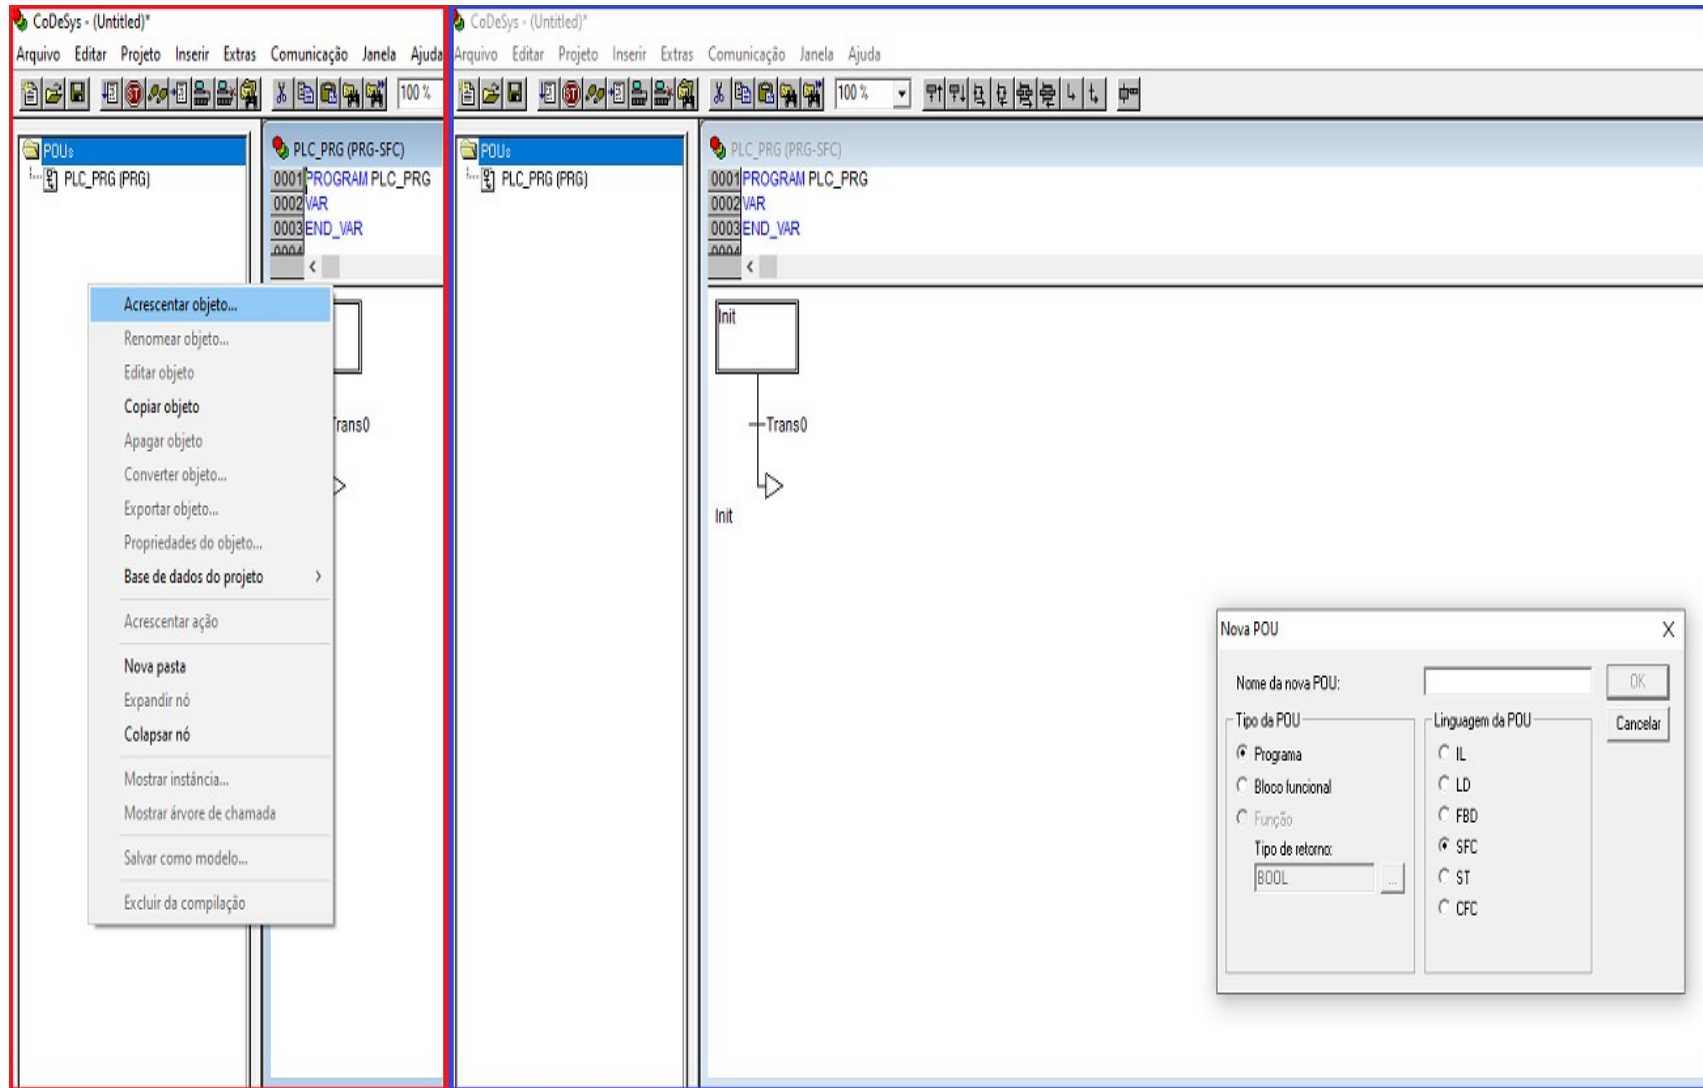 CoDeSys - (Untitled)*
Arquivo Editar Projeto Inserir Extras Comunicação Janela Ajuda
100 %
POUs
PLC_PRG (PRG)
PLC_PRG (PRG-SFC)
0001 PROGRAM PLC_PRG
0002 VAR
0003 END_VAR
0004
Acrescentar objeto...
Renomear objeto...
Editar objeto
Copiar objeto
Apagar objeto
Converter objeto...
Exportar objeto...
Propriedades do objeto...
Base de dados do projeto
Acrescentar ação
Nova pasta
Expandir nó
Colapsar nó
Mostrar instância...
Mostrar árvore de chamada
Salvar como modelo...
Excluir da compilação
rans0
CoDeSys - (Untitled)*
Arquivo Editar Projeto Inserir Extras Comunicação Janela Ajuda
100 %
POUs
PLC_PRG (PRG)
PLC_PRG (PRG-SFC)
0001 PROGRAM PLC_PRG
0002 VAR
0003 END_VAR
0004
Init
Trans0
Init
Nova POU
Nome da nova POU:
OK
Cancelar
Tipo da POU
Programa
Bloco funcional
Função
Tipo de retorno:
BOOL
...
Linguagem da POU
IL
LD
FBD
SFC
ST
CFC